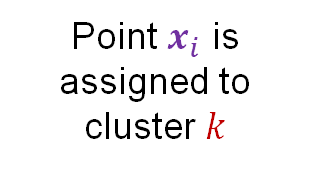 Point xᵢ is
assigned to
cluster k